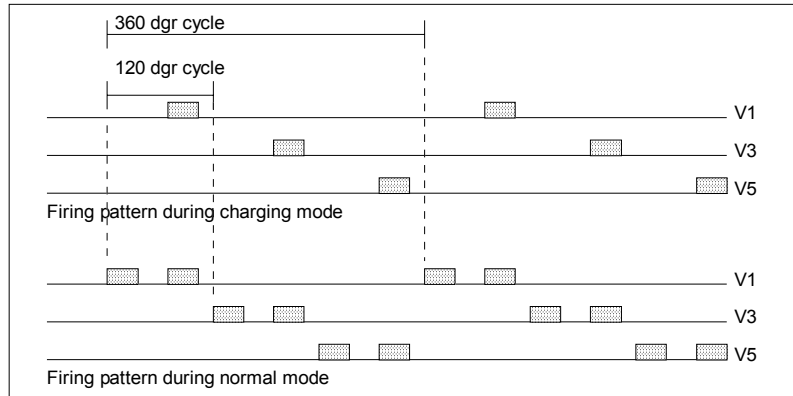 360 dgr cycle
120 dgr cycle
V1
V3
V5
Firing pattern during charging mode
V1
V3
V5
Firing pattern during normal mode